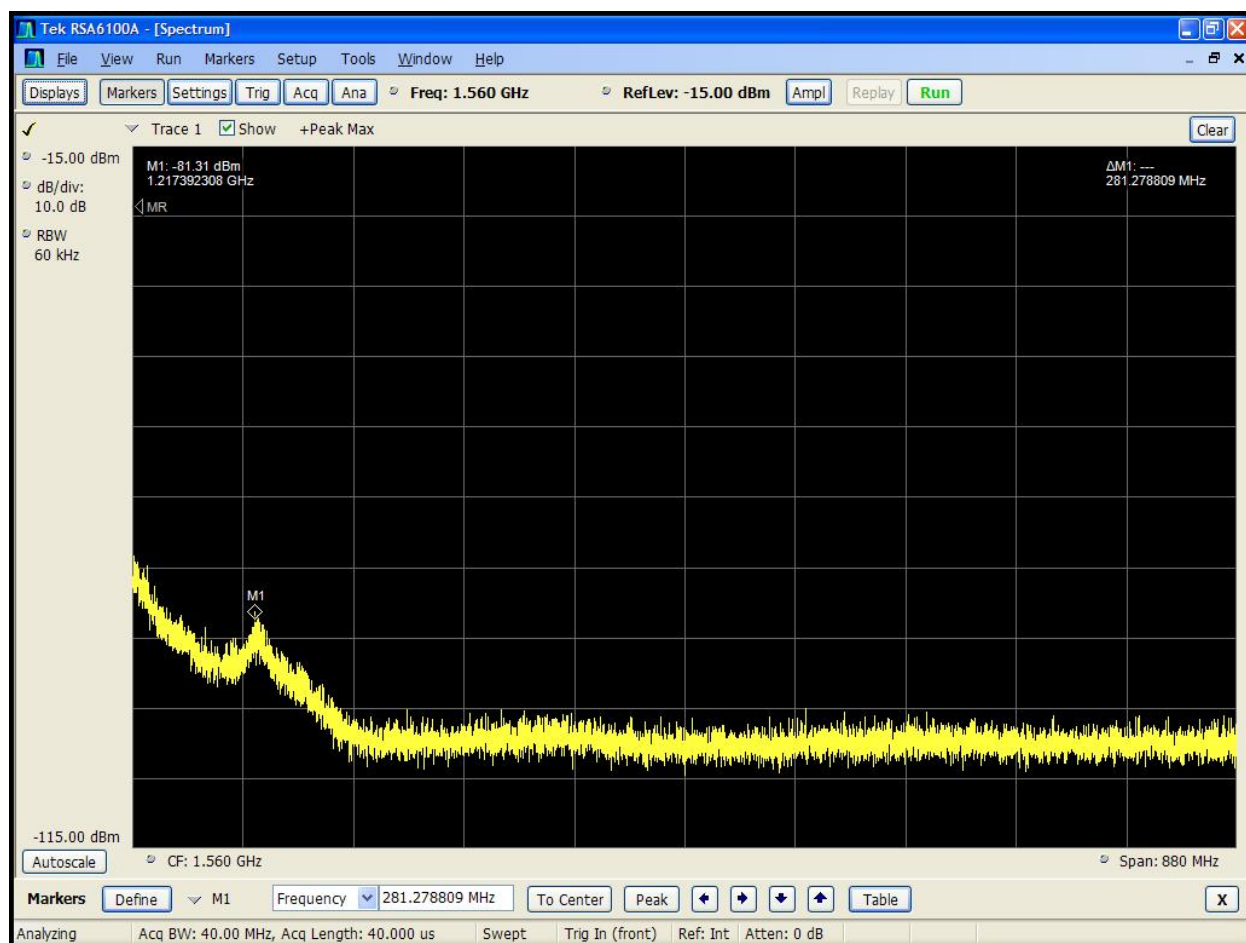 Tek RSA6100A - [Spectrum]
File View Run Markers Setup Tools Window Help
Displays Markers Settings Trig Acq Ana Freq: 1.560 GHz RefLev: -15.00 dBm Ampl Replay Run
Trace 1 Show +Peak Max Clear
-15.00 dBm
dB/div:
10.0 dB
RBW
60 kHz
M1: -81.31 dBm
1.217392308 GHz
MR
ΔM1: ---
281.278809 MHz
M1
-115.00 dBm
Autoscale CF: 1.560 GHz Span: 880 MHz
Markers Define M1 Frequency 281.278809 MHz To Center Peak Table X
Analyzing Acq BW: 40.00 MHz, Acq Length: 40.000 us Swept Trig In (front) Ref: Int Atten: 0 dB